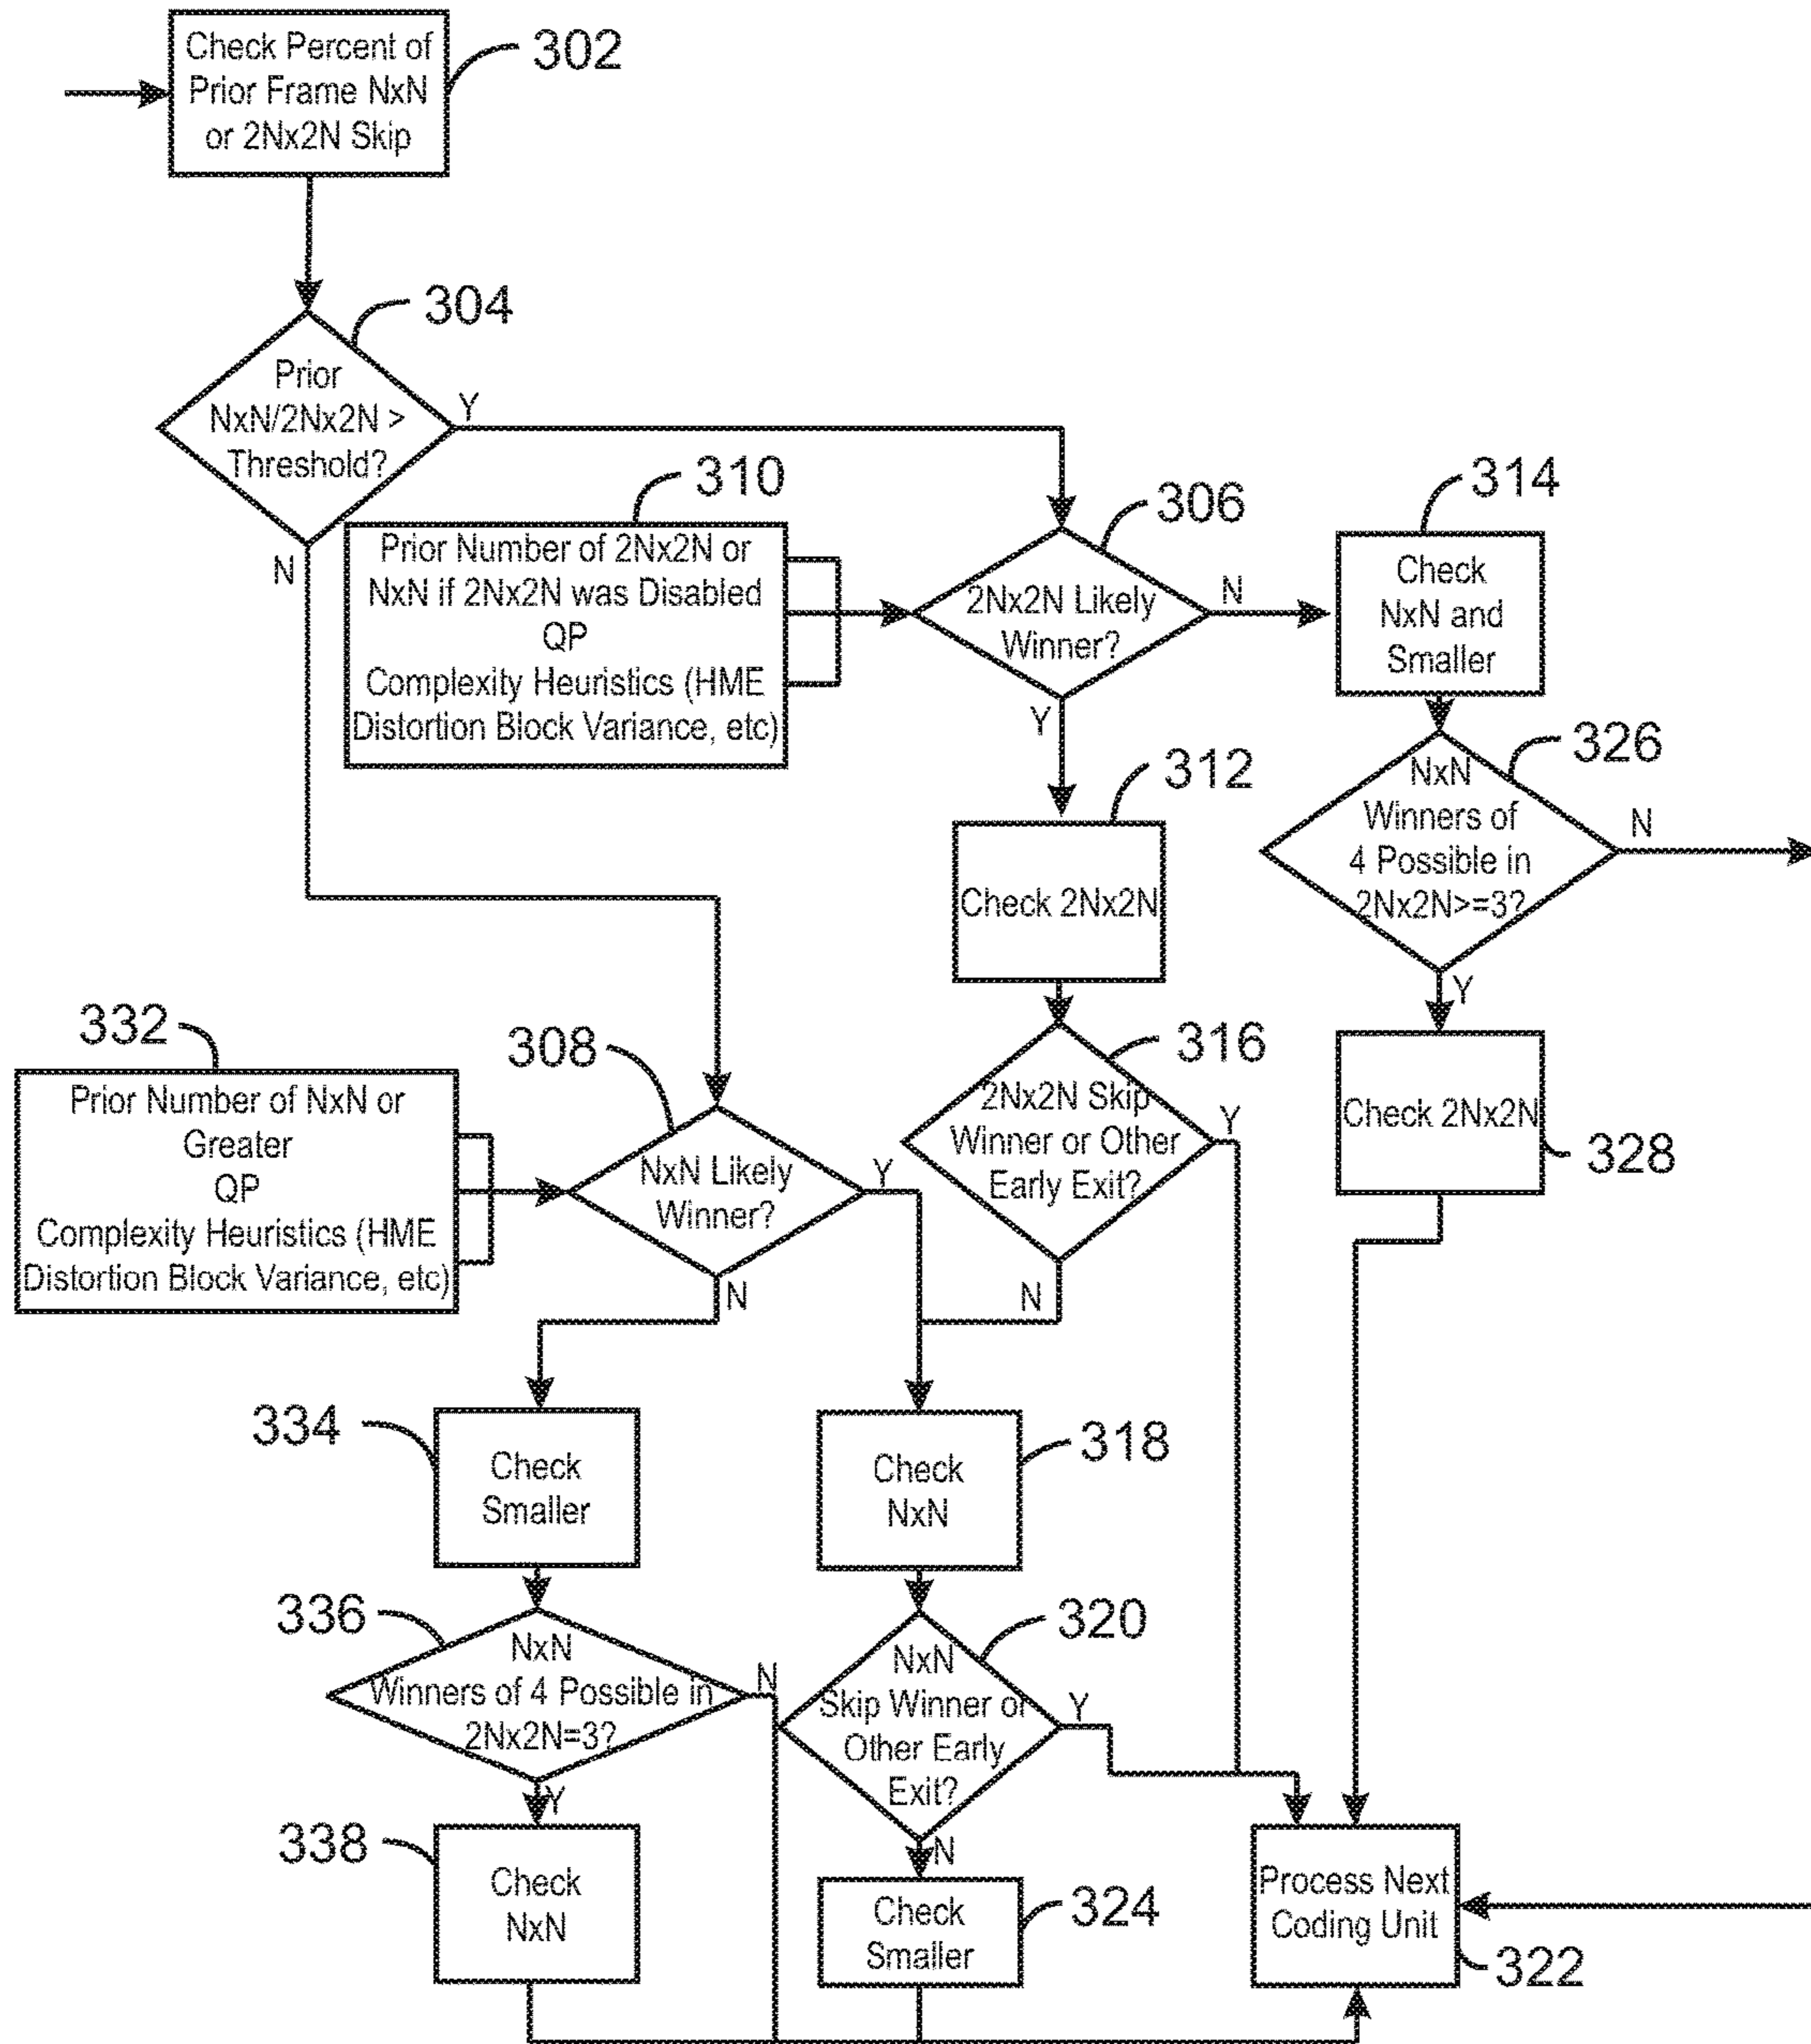 Check Percent of
Prior Frame NxN
or 2Nx2N Skip
302
304
Prior
NxN/2Nx2N >
Threshold?
Y
N
310
Prior Number of 2Nx2N or
NxN if 2Nx2N was Disabled
QP
Complexity Heuristics (HME
Distortion Block Variance, etc)
306
2Nx2N Likely
Winner?
N
Y
314
Check
NxN and
Smaller
326
NxN
Winners of
4 Possible in
2Nx2N>=3?
N
Y
312
Check 2Nx2N
316
2Nx2N Skip
Winner or Other
Early Exit?
Y
N
Check 2Nx2N
328
332
Prior Number of NxN or
Greater
QP
Complexity Heuristics (HME
Distortion Block Variance, etc)
308
NxN Likely
Winner?
Y
N
334
Check
Smaller
318
Check
NxN
336
NxN
Winners of 4 Possible in
2Nx2N=3?
N
Y
320
NxN
Skip Winner or
Other Early
Exit?
Y
N
338
Check
NxN
324
Check
Smaller
Process Next
Coding Unit
322